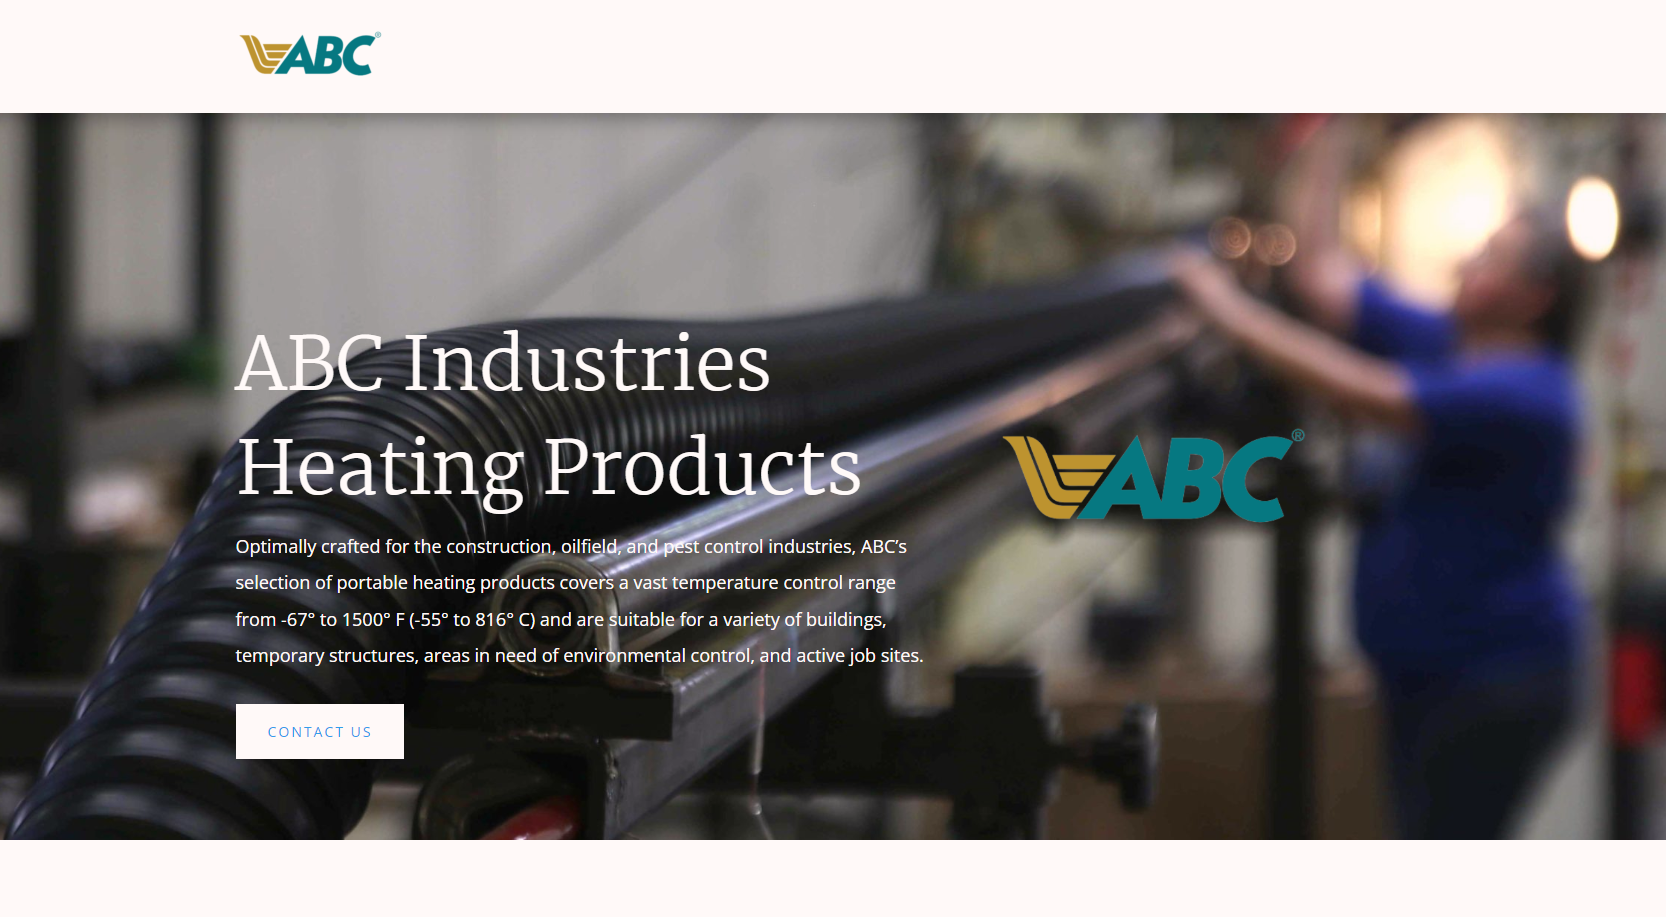 ABC®
ABC Industries
Heating Products
ABC®
Optimally crafted for the construction, oilfield, and pest control industries, ABC’s
selection of portable heating products covers a vast temperature control range
from -67° to 1500° F (-55° to 816° C) and are suitable for a variety of buildings,
temporary structures, areas in need of environmental control, and active job sites.
CONTACT US